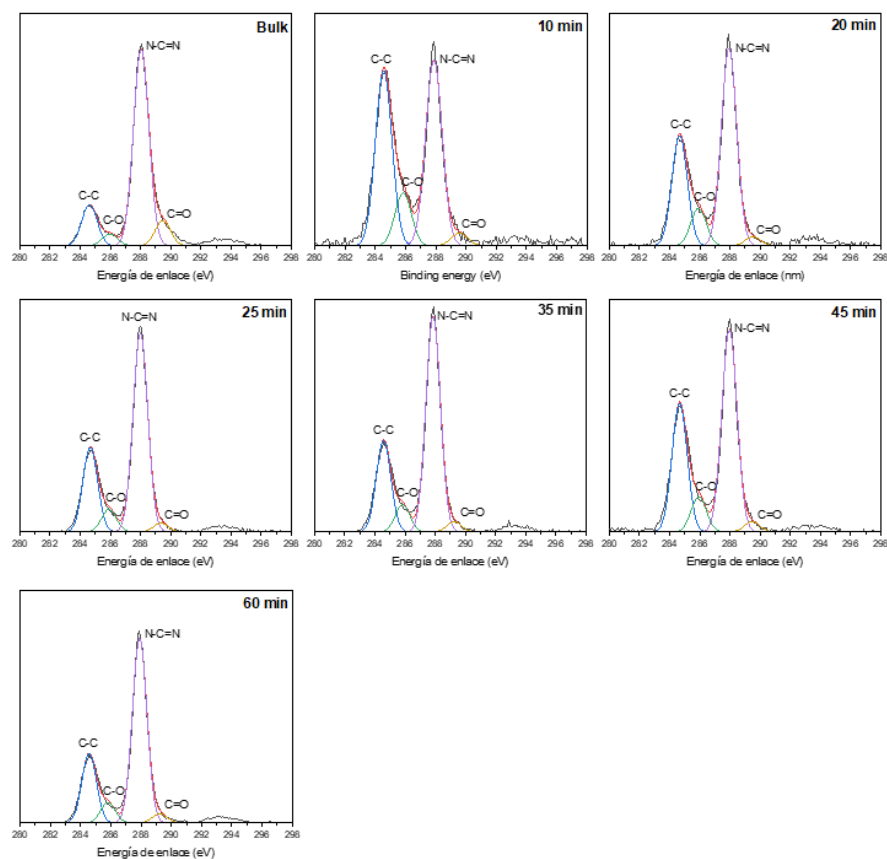 Bulk
N-C=N
C-C
C-O
C=O
280 282 284 286 288 290 292 294 296 298
Energía de enlace (eV)
10 min
C-C
N-C=N
C-O
C=O
280 282 284 286 288 290 292 294 296 298
Binding energy (eV)
20 min
N-C=N
C-C
C-O
C=O
280 282 284 286 288 290 292 294 296 298
Energía de enlace (nm)
25 min
N-C=N
C-C
C-O
C=O
280 282 284 286 288 290 292 294 296 298
Energía de enlace (eV)
35 min
N-C=N
C-C
C-O
C=O
280 282 284 286 288 290 292 294 296 298
Energía de enlace (eV)
45 min
N-C=N
C-C
C-O
C=O
280 282 284 286 288 290 292 294 296 298
Energía de enlace (eV)
60 min
N-C=N
C-C
C-O
C=O
280 282 284 286 288 290 292 294 296 298
Energía de enlace (eV)